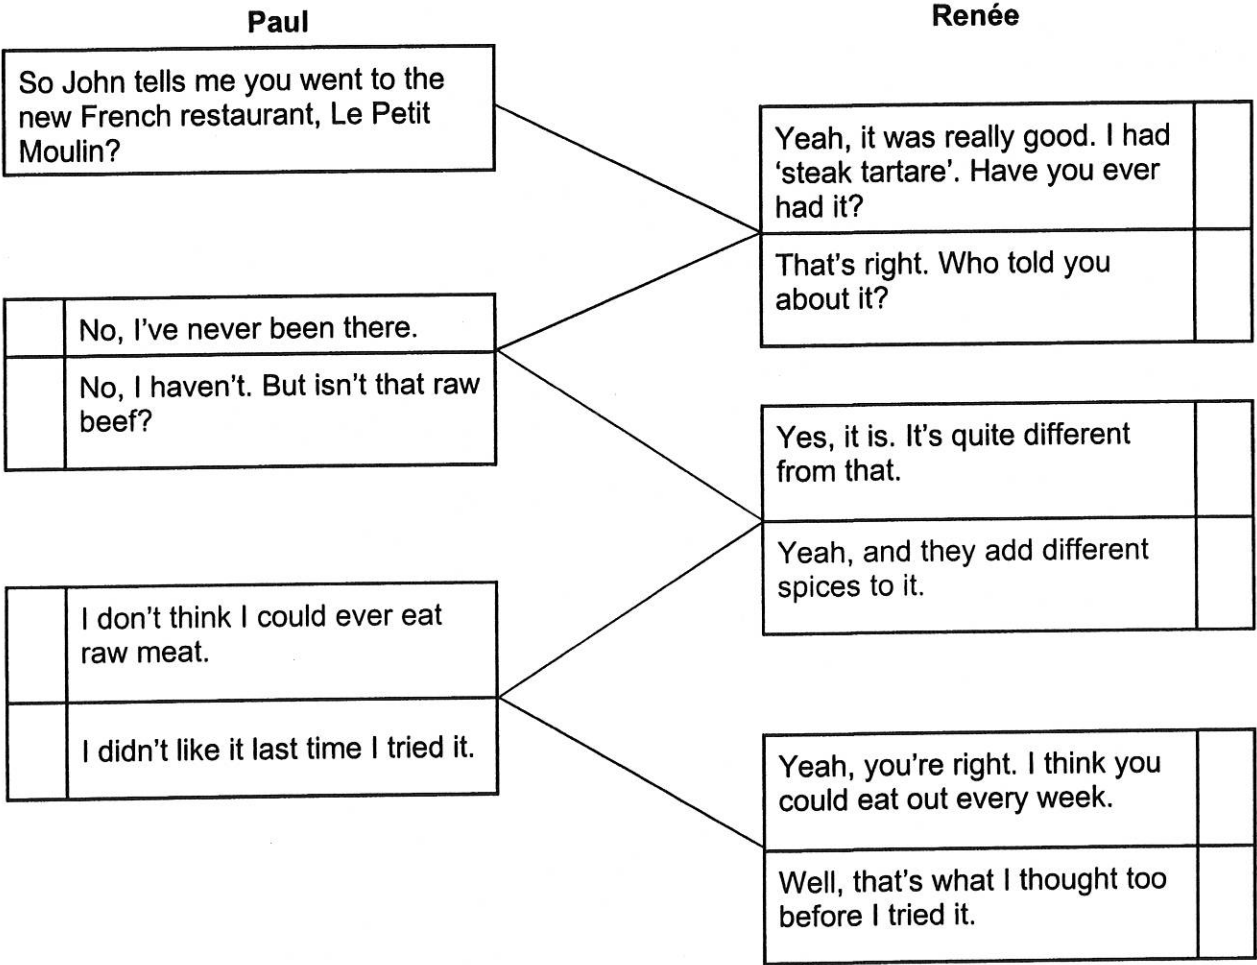 Paul
Renée
So John tells me you went to the
new French restaurant, Le Petit
Moulin?
Yeah, it was really good. I had
‘steak tartare’. Have you ever
had it?
That’s right. Who told you
about it?
No, I’ve never been there.
No, I haven’t. But isn’t that raw
beef?
Yes, it is. It’s quite different
from that.
Yeah, and they add different
spices to it.
I don’t think I could ever eat
raw meat.
I didn’t like it last time I tried it.
Yeah, you’re right. I think you
could eat out every week.
Well, that’s what I thought too
before I tried it.